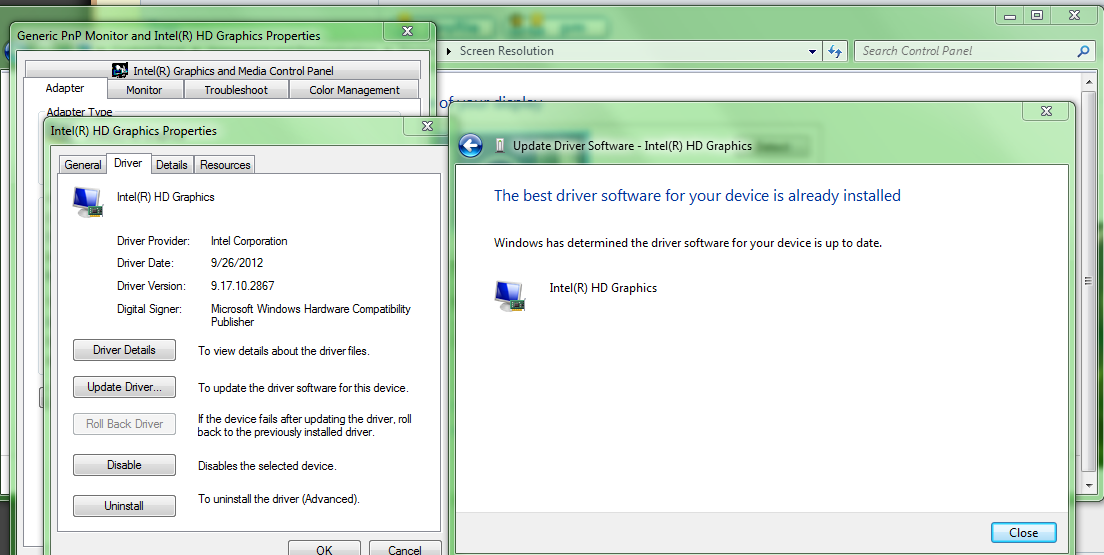 Generic PnP Monitor and Intel(R) HD Graphics Properties
Intel(R) Graphics and Media Control Panel
Adapter
Monitor
Troubleshoot
Color Management
Adapter Type
Screen Resolution
Search Control Panel
of your display
Intel(R) HD Graphics Properties
General
Driver
Details
Resources
Intel(R) HD Graphics
Driver Provider: Intel Corporation
Driver Date: 9/26/2012
Driver Version: 9.17.10.2867
Digital Signer: Microsoft Windows Hardware Compatibility
Publisher
Driver Details To view details about the driver files.
Update Driver... To update the driver software for this device.
Roll Back Driver If the device fails after updating the driver, roll
back to the previously installed driver.
Disable Disables the selected device.
Uninstall To uninstall the driver (Advanced).
OK
Cancel
Update Driver Software - Intel(R) HD Graphics
The best driver software for your device is already installed
Windows has determined the driver software for your device is up to date.
Intel(R) HD Graphics
Close